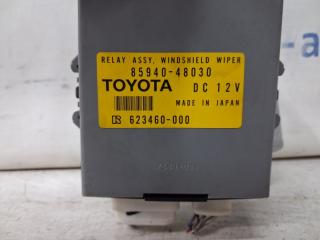 RELAY ASSY, WINDSHIELD WIPER
85940-48030
TOYOTA DC 12V
MADE IN JAPAN
623460-000